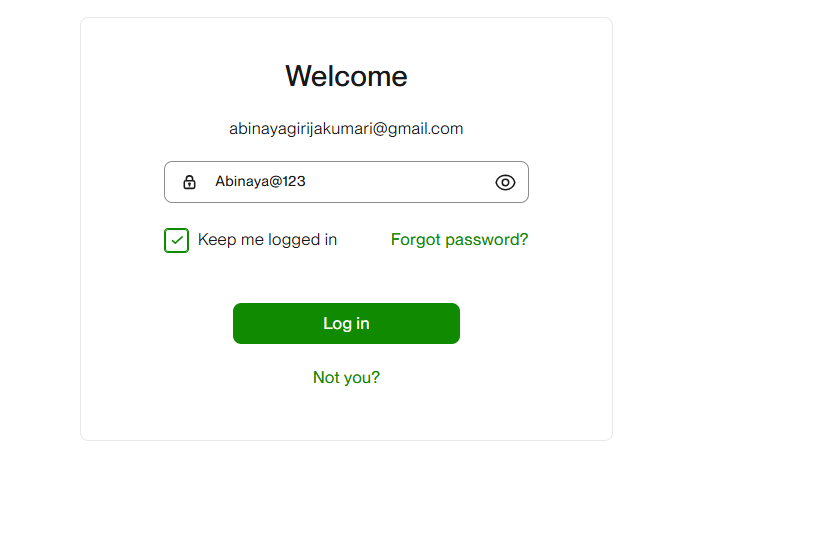 Welcome
abinayagirijakumari@gmail.com
Abinaya@123
Keep me logged in Forgot password?
Log in
Not you?